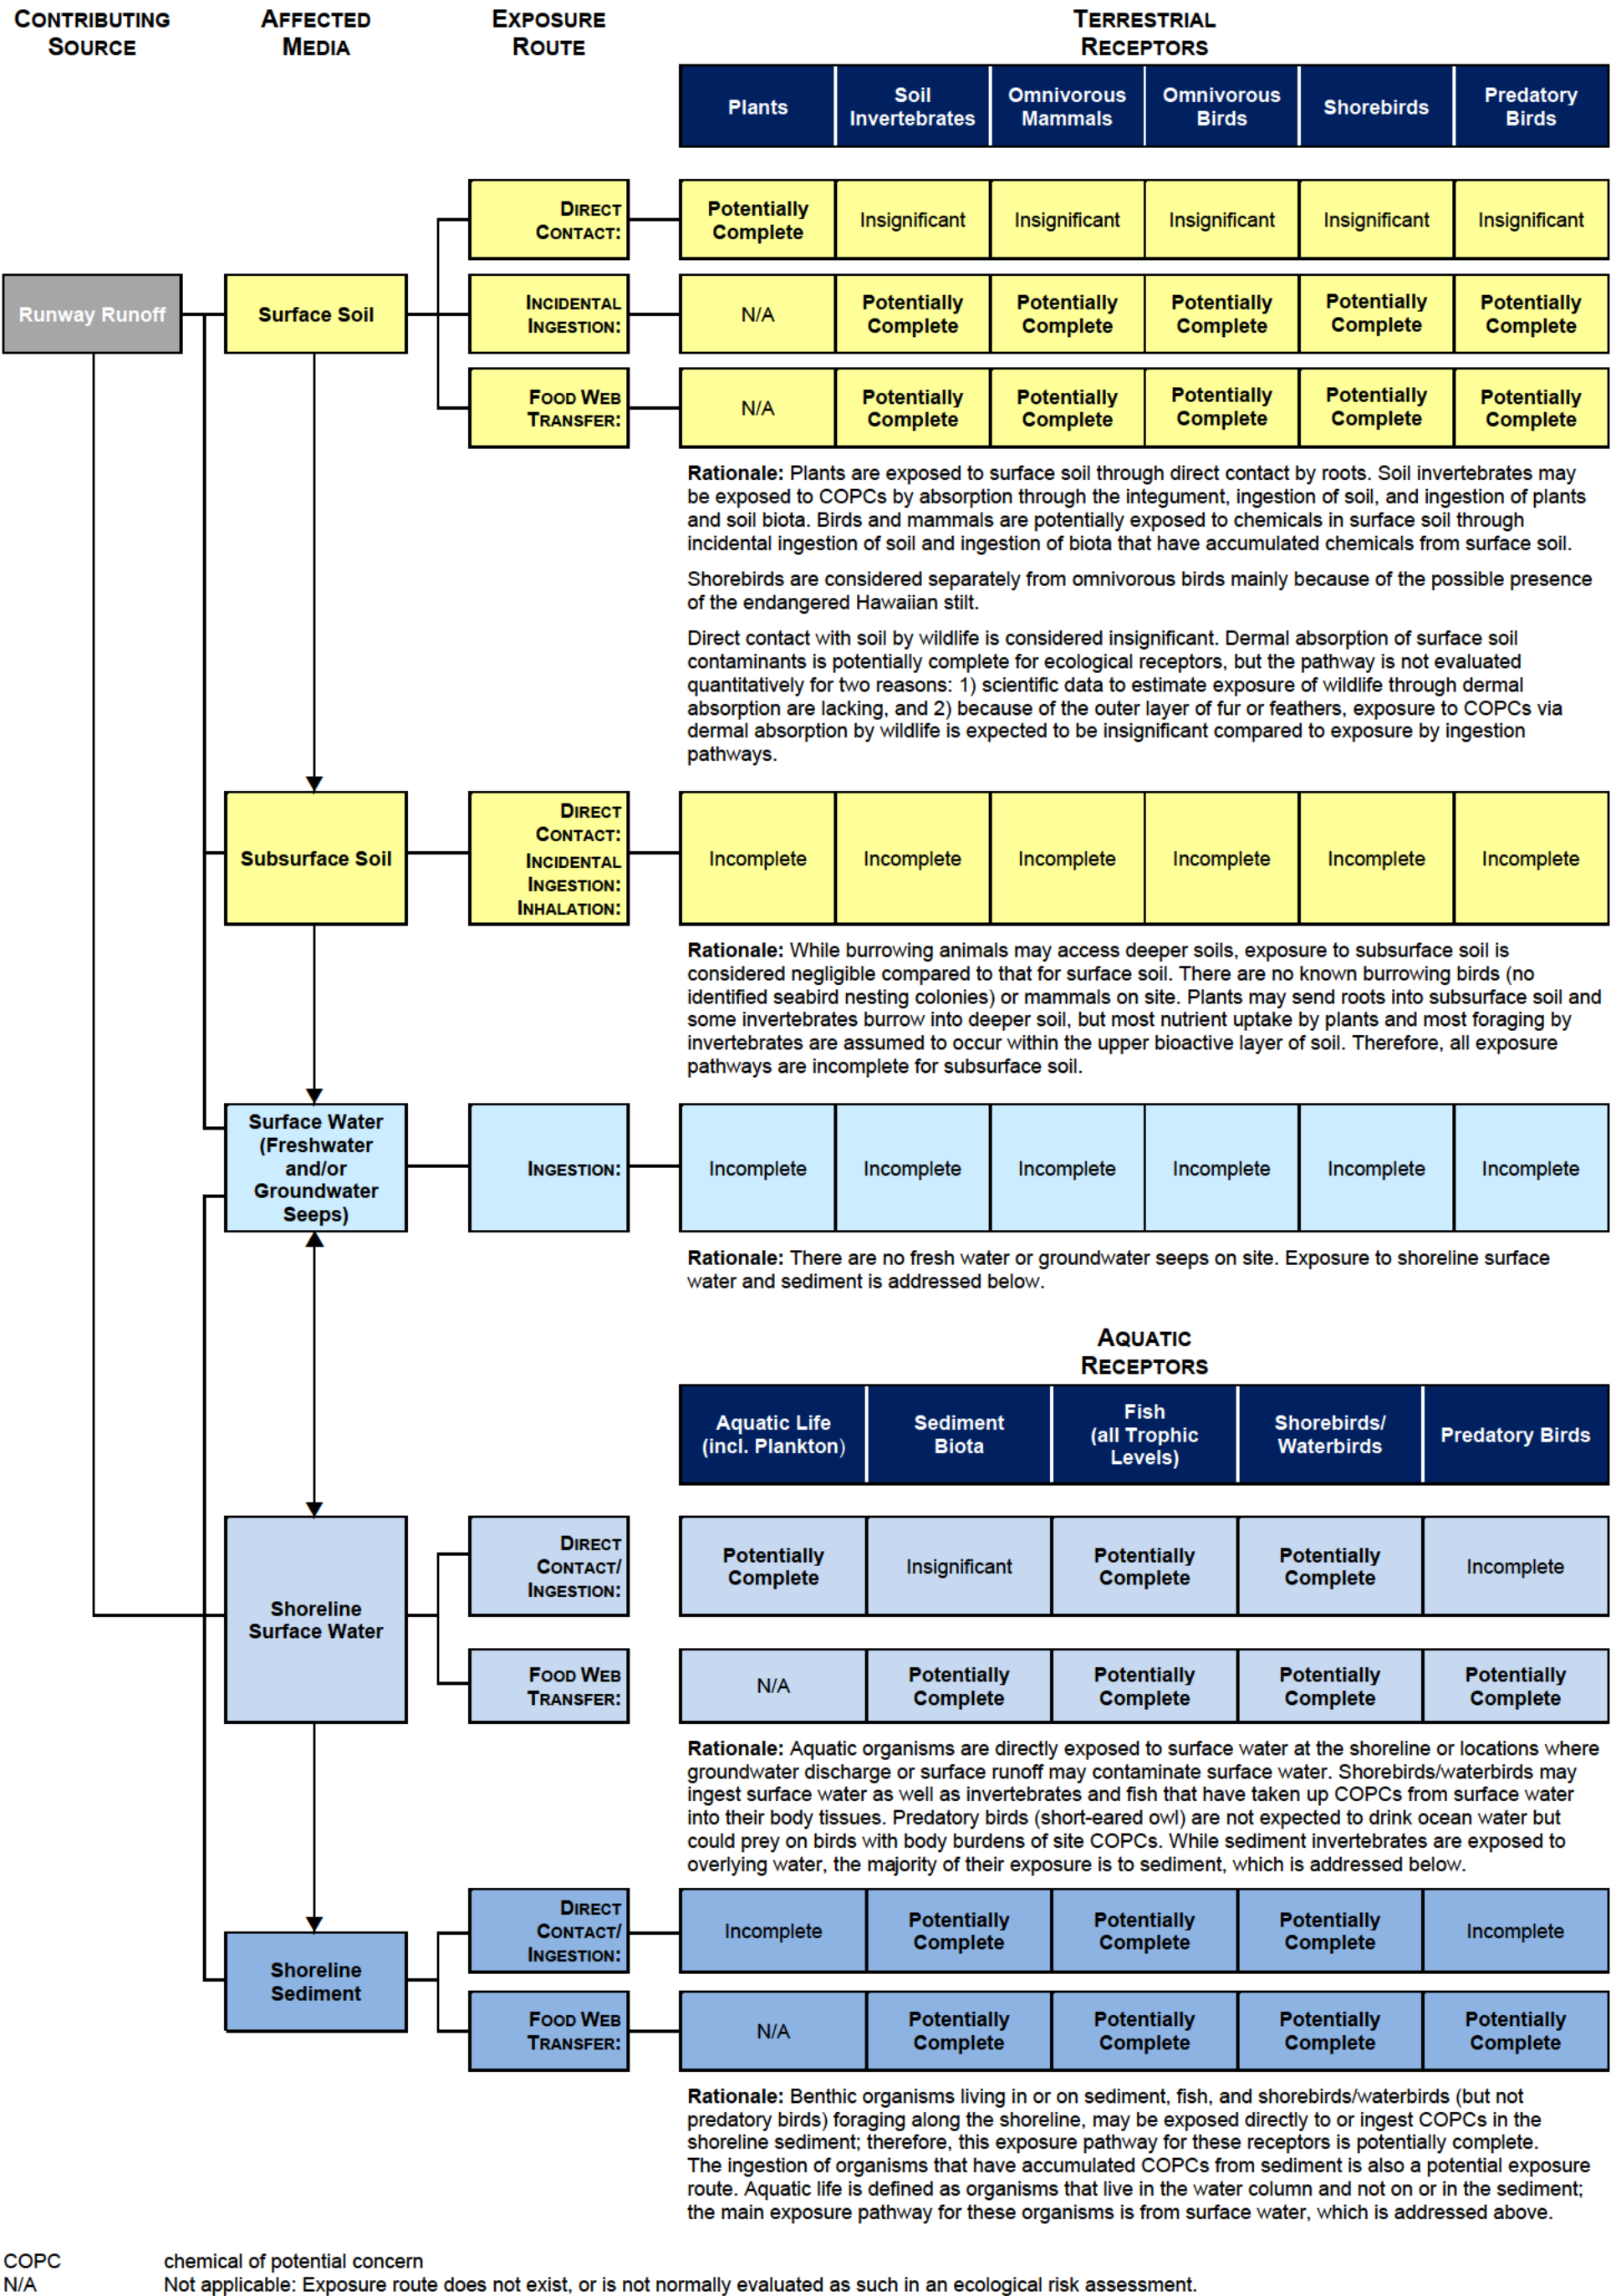 CONTRIBUTING
SOURCE
AFFECTED
MEDIA
EXPOSURE
ROUTE
TERRESTRIAL
RECEPTORS
Plants
Soil
Invertebrates
Omnivorous
Mammals
Omnivorous
Birds
Shorebirds
Predatory
Birds
Runway Runoff
Surface Soil
DIRECT
CONTACT:
Potentially
Complete
Insignificant
Insignificant
Insignificant
Insignificant
Insignificant
INCIDENTAL
INGESTION:
N/A
Potentially
Complete
Potentially
Complete
Potentially
Complete
Potentially
Complete
Potentially
Complete
FOOD WEB
TRANSFER:
N/A
Potentially
Complete
Potentially
Complete
Potentially
Complete
Potentially
Complete
Potentially
Complete
Rationale: Plants are exposed to surface soil through direct contact by roots. Soil invertebrates may
be exposed to COPCs by absorption through the integument, ingestion of soil, and ingestion of plants
and soil biota. Birds and mammals are potentially exposed to chemicals in surface soil through
incidental ingestion of soil and ingestion of biota that have accumulated chemicals from surface soil.
Shorebirds are considered separately from omnivorous birds mainly because of the possible presence
of the endangered Hawaiian stilt.
Direct contact with soil by wildlife is considered insignificant. Dermal absorption of surface soil
contaminants is potentially complete for ecological receptors, but the pathway is not evaluated
quantitatively for two reasons: 1) scientific data to estimate exposure of wildlife through dermal
absorption are lacking, and 2) because of the outer layer of fur or feathers, exposure to COPCs via
dermal absorption by wildlife is expected to be insignificant compared to exposure by ingestion
pathways.
Subsurface Soil
DIRECT
CONTACT:
INCIDENTAL
INGESTION:
INHALATION:
Incomplete
Incomplete
Incomplete
Incomplete
Incomplete
Incomplete
Rationale: While burrowing animals may access deeper soils, exposure to subsurface soil is
considered negligible compared to that for surface soil. There are no known burrowing birds (no
identified seabird nesting colonies) or mammals on site. Plants may send roots into subsurface soil and
some invertebrates burrow into deeper soil, but most nutrient uptake by plants and most foraging by
invertebrates are assumed to occur within the upper bioactive layer of soil. Therefore, all exposure
pathways are incomplete for subsurface soil.
Surface Water
(Freshwater
and/or
Groundwater
Seeps)
INGESTION:
Incomplete
Incomplete
Incomplete
Incomplete
Incomplete
Incomplete
Rationale: There are no fresh water or groundwater seeps on site. Exposure to shoreline surface
water and sediment is addressed below.
AQUATIC
RECEPTORS
Aquatic Life
(incl. Plankton)
Sediment
Biota
Fish
(all Trophic
Levels)
Shorebirds/
Waterbirds
Predatory Birds
Shoreline
Surface Water
DIRECT
CONTACT/
INGESTION:
Potentially
Complete
Insignificant
Potentially
Complete
Potentially
Complete
Incomplete
FOOD WEB
TRANSFER:
N/A
Potentially
Complete
Potentially
Complete
Potentially
Complete
Potentially
Complete
Rationale: Aquatic organisms are directly exposed to surface water at the shoreline or locations where
groundwater discharge or surface runoff may contaminate surface water. Shorebirds/waterbirds may
ingest surface water as well as invertebrates and fish that have taken up COPCs from surface water
into their body tissues. Predatory birds (short-eared owl) are not expected to drink ocean water but
could prey on birds with body burdens of site COPCs. While sediment invertebrates are exposed to
overlying water, the majority of their exposure is to sediment, which is addressed below.
Shoreline
Sediment
DIRECT
CONTACT/
INGESTION:
Incomplete
Potentially
Complete
Potentially
Complete
Potentially
Complete
Incomplete
FOOD WEB
TRANSFER:
N/A
Potentially
Complete
Potentially
Complete
Potentially
Complete
Potentially
Complete
Rationale: Benthic organisms living in or on sediment, fish, and shorebirds/waterbirds (but not
predatory birds) foraging along the shoreline, may be exposed directly to or ingest COPCs in the
shoreline sediment; therefore, this exposure pathway for these receptors is potentially complete.
The ingestion of organisms that have accumulated COPCs from sediment is also a potential exposure
route. Aquatic life is defined as organisms that live in the water column and not on or in the sediment;
the main exposure pathway for these organisms is from surface water, which is addressed above.
COPC chemical of potential concern
N/A Not applicable: Exposure route does not exist, or is not normally evaluated as such in an ecological risk assessment.